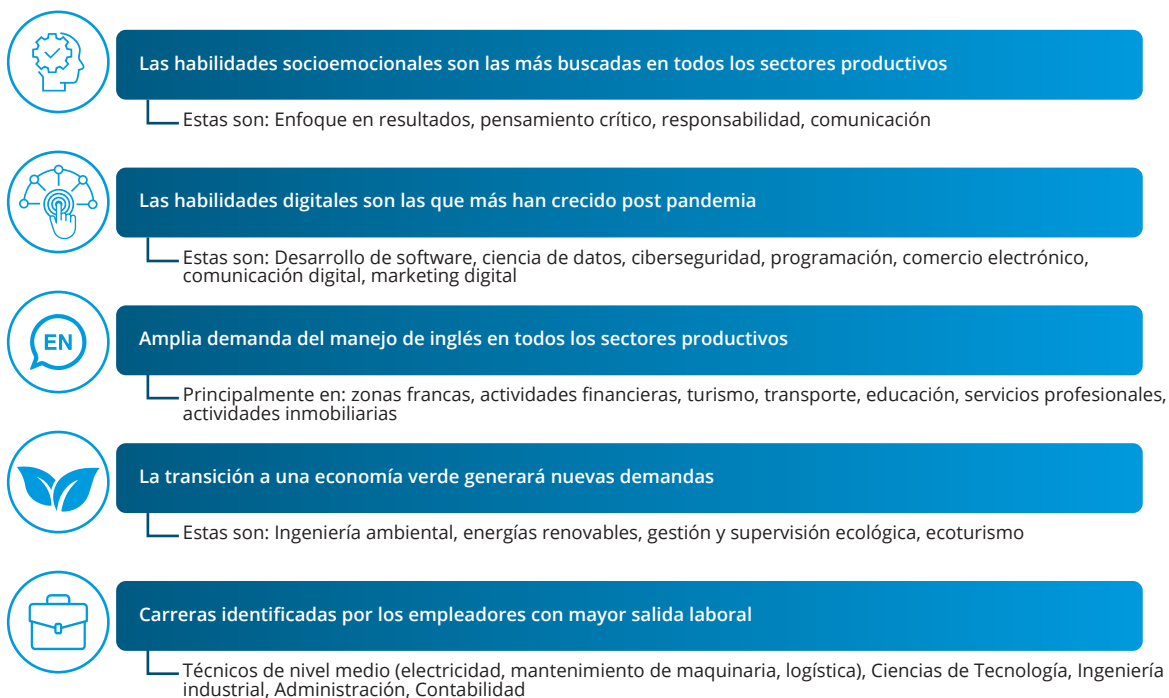 Las habilidades socioemocionales son las más buscadas en todos los sectores productivos
Estas son: Enfoque en resultados, pensamiento crítico, responsabilidad, comunicación
Las habilidades digitales son las que más han crecido post pandemia
Estas son: Desarrollo de software, ciencia de datos, ciberseguridad, programación, comercio electrónico,
comunicación digital, marketing digital
EN
Amplia demanda del manejo de inglés en todos los sectores productivos
Principalmente en: zonas francas, actividades financieras, turismo, transporte, educación, servicios profesionales,
actividades inmobiliarias
La transición a una economía verde generará nuevas demandas
Estas son: Ingeniería ambiental, energías renovables, gestión y supervisión ecológica, ecoturismo
Carreras identificadas por los empleadores con mayor salida laboral
Técnicos de nivel medio (electricidad, mantenimiento de maquinaria, logística), Ciencias de Tecnología, Ingeniería
industrial, Administración, Contabilidad